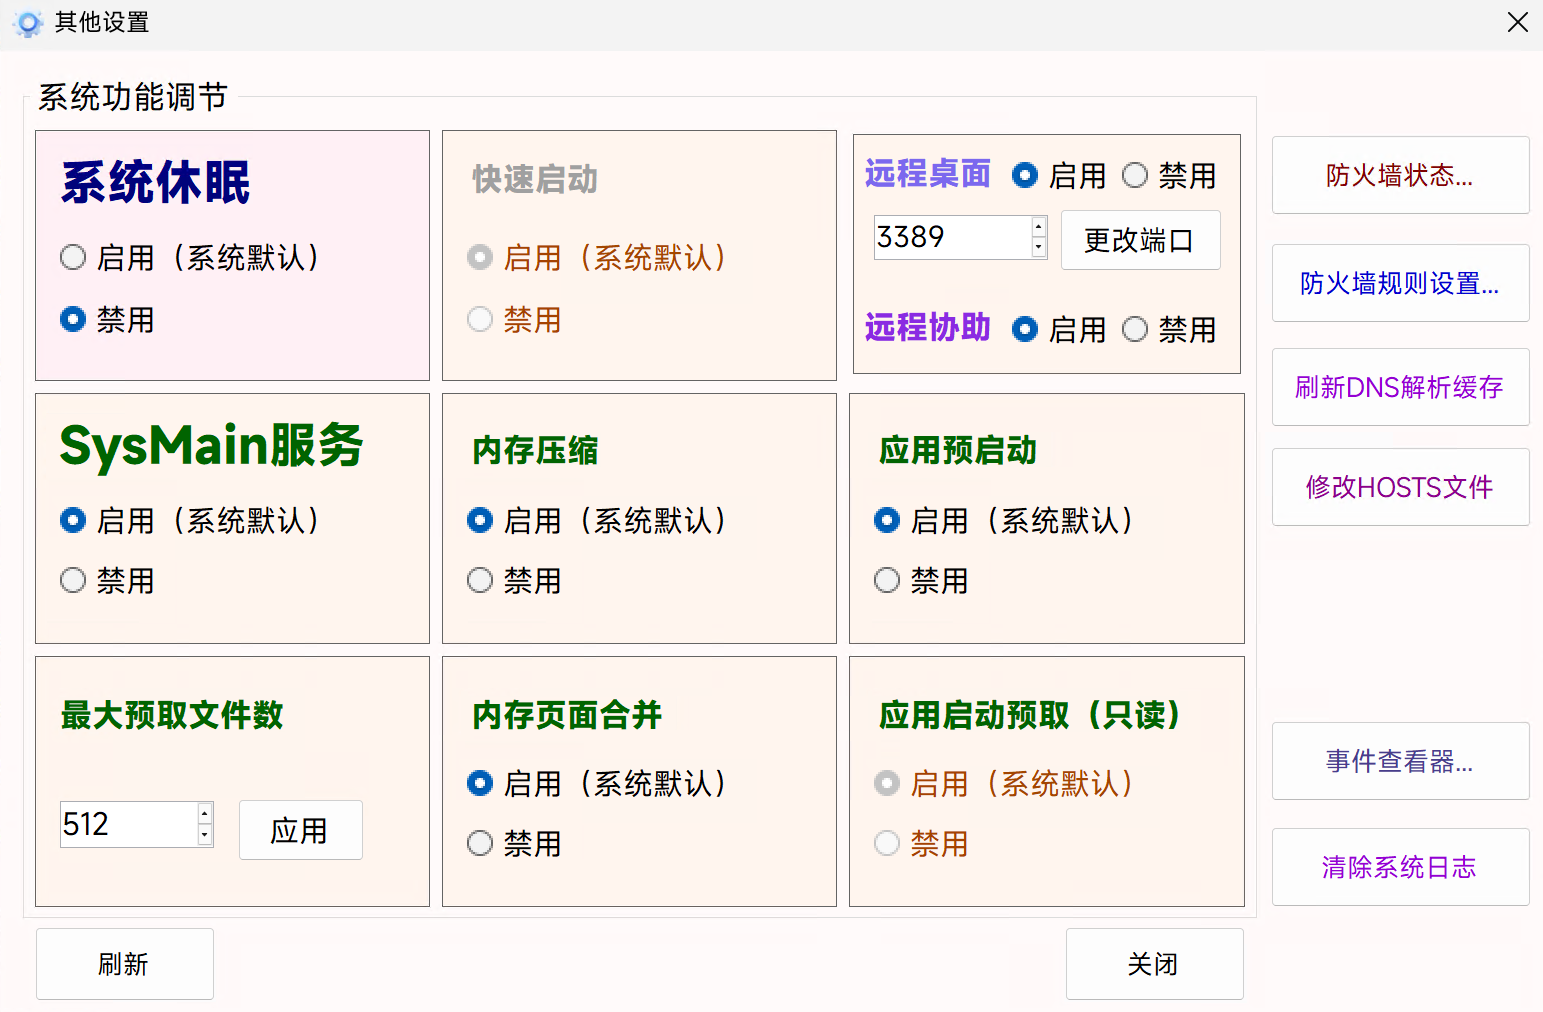 其他设置
系统功能调节
系统休眠
启用（系统默认）
禁用
快速启动
启用（系统默认）
禁用
远程桌面 启用 禁用
3389 更改端口
远程协助 启用 禁用
SysMain服务
启用（系统默认）
禁用
内存压缩
启用（系统默认）
禁用
应用预启动
启用（系统默认）
禁用
最大预取文件数
512 应用
内存页面合并
启用（系统默认）
禁用
应用启动预取（只读）
启用（系统默认）
禁用
防火墙状态...
防火墙规则设置...
刷新DNS解析缓存
修改HOSTS文件
事件查看器...
清除系统日志
刷新
关闭